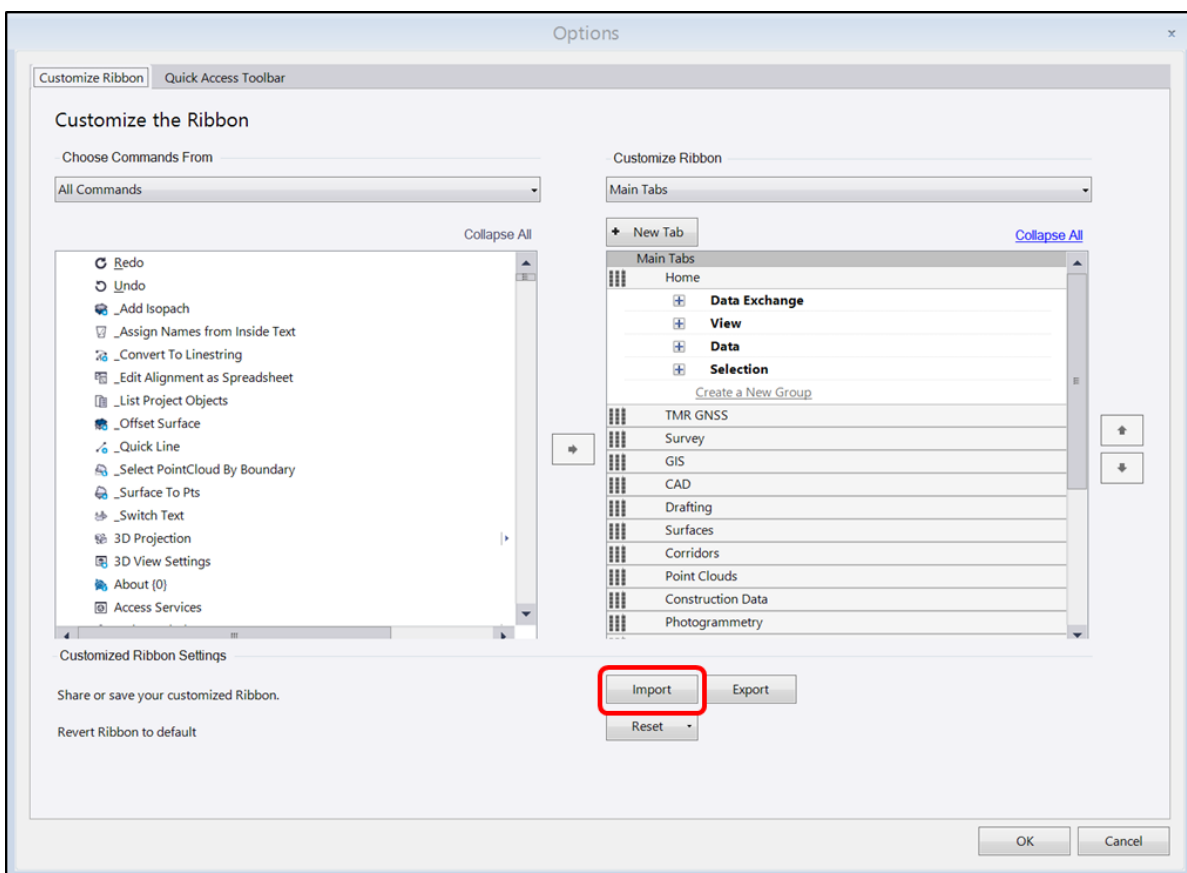 Options
x
Customize Ribbon
Quick Access Toolbar
Customize the Ribbon
Choose Commands From
All Commands
Collapse All
Redo
Undo
_Add Isopach
_Assign Names from Inside Text
_Convert To Linestring
_Edit Alignment as Spreadsheet
_List Project Objects
_Offset Surface
_Quick Line
_Select PointCloud By Boundary
_Surface To Pts
_Switch Text
3D Projection
3D View Settings
About {0}
Access Services
Customize Ribbon
Main Tabs
+ New Tab
Collapse All
Main Tabs
Home
Data Exchange
View
Data
Selection
Create a New Group
TMR GNSS
Survey
GIS
CAD
Drafting
Surfaces
Corridors
Point Clouds
Construction Data
Photogrammetry
Customized Ribbon Settings
Share or save your customized Ribbon.
Import
Export
Revert Ribbon to default
Reset
OK
Cancel